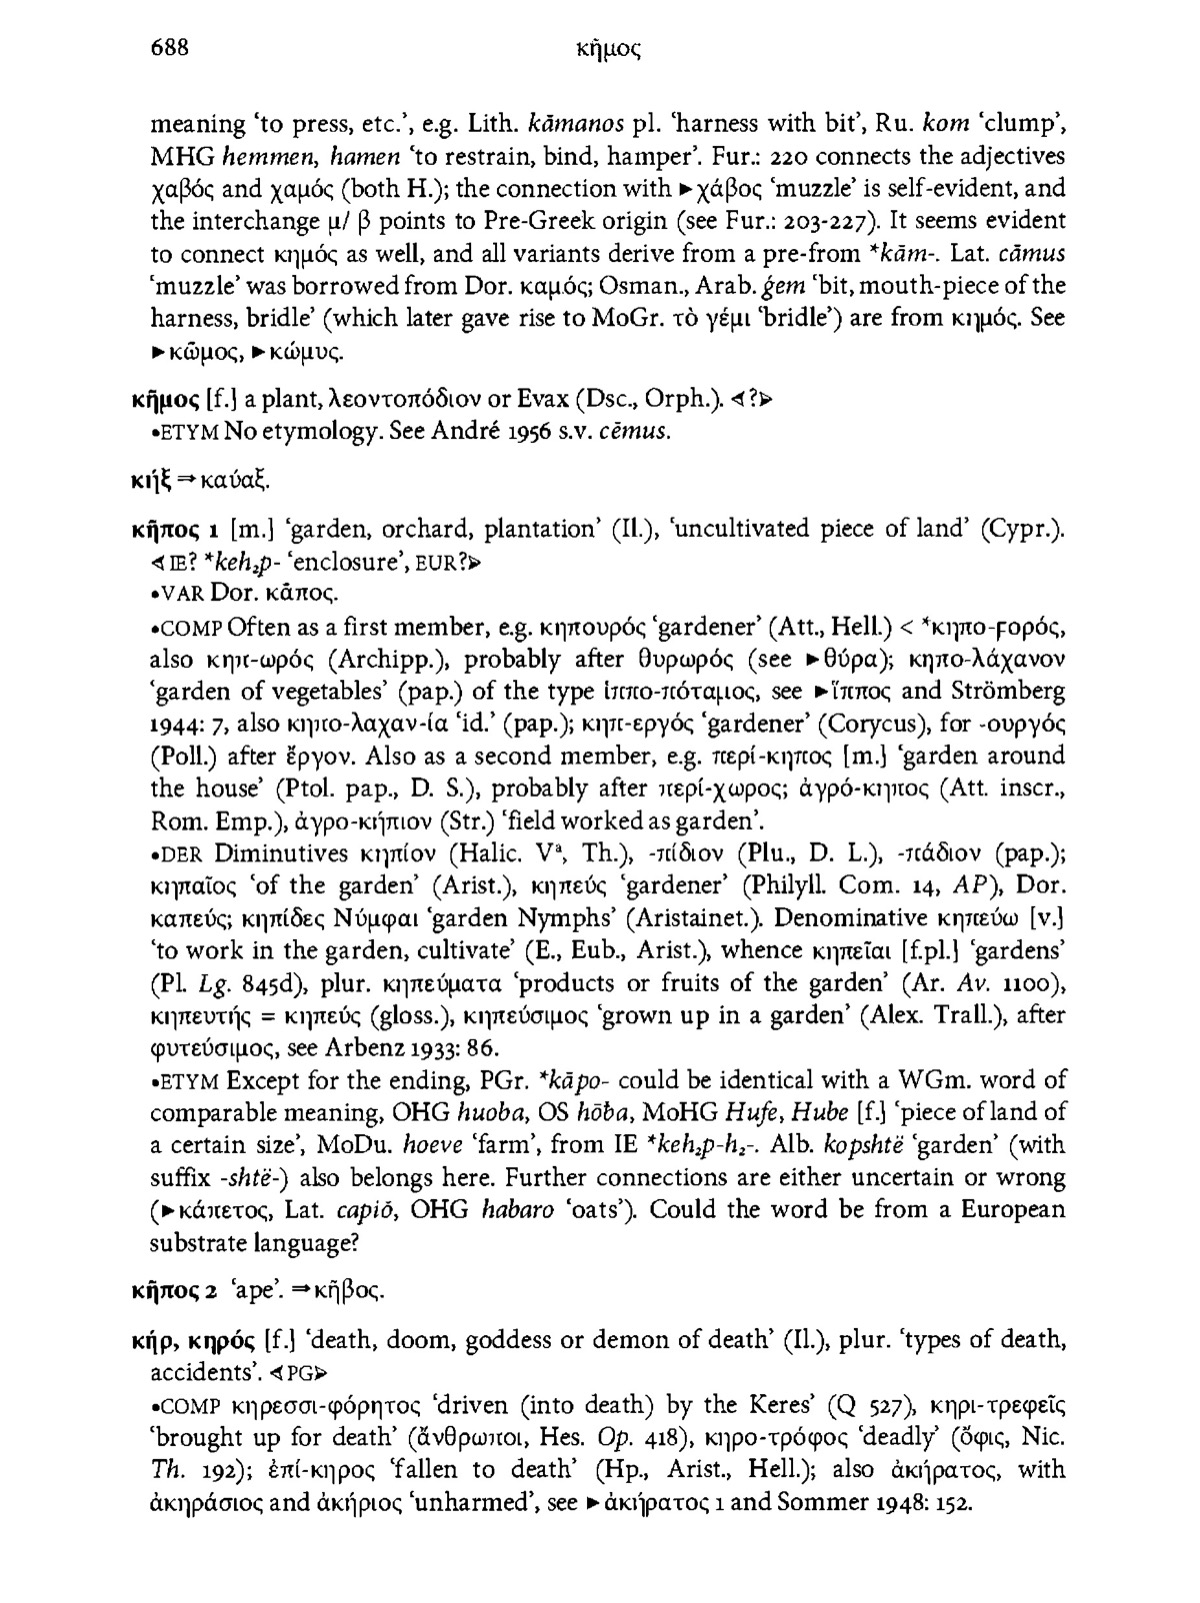 688 κῆμος
meaning ‘to press, etc.’, e.g. Lith. kāmanos pl. ‘harness with bit’, Ru. kom ‘clump’,
MHG hemmen, hamen ‘to restrain, bind, hamper’. Fur.: 220 connects the adjectives
χαβός and χαμός (both H.); the connection with ►χάβος ‘muzzle’ is self-evident, and
the interchange μ/ β points to Pre-Greek origin (see Fur.: 203-227). It seems evident
to connect κημός as well, and all variants derive from a pre-from *kām-. Lat. cāmus
‘muzzle’ was borrowed from Dor. καμός; Osman., Arab. ǵem ‘bit, mouth-piece of the
harness, bridle’ (which later gave rise to MoGr. τὸ γέμι ‘bridle’) are from κημός. See
►κῶμος, ►κώμυς.
κῆμος [f.] a plant, λεοντοπόδιον or Evax (Dsc., Orph.). ⊲?⊳
•ETYM No etymology. See André 1956 s.v. cēmus.
κήξ ⇒ καύαξ.
κῆπος 1 [m.] ‘garden, orchard, plantation’ (Il.), ‘uncultivated piece of land’ (Cypr.).
⊲IE? *keh₂p- ‘enclosure’, EUR?⊳
•VAR Dor. κᾶπος.
•COMP Often as a first member, e.g. κηπουρός ‘gardener’ (Att., Hell.) < *κηπο-ϝορός,
also κηπ-ωρός (Archipp.), probably after θυρωρός (see ►θύρα); κηπο-λάχανον
‘garden of vegetables’ (pap.) of the type ἱππο-πόταμιος, see ►ἵππος and Strömberg
1944: 7, also κηπο-λαχαν-ία ‘id.’ (pap.); κηπ-εργός ‘gardener’ (Corycus), for -ουργός
(Poll.) after ἔργον. Also as a second member, e.g. περί-κηπος [m.] ‘garden around
the house’ (Ptol. pap., D. S.), probably after περί-χωρος; ἀγρό-κηπος (Att. inscr.,
Rom. Emp.), ἀγρο-κήπιον (Str.) ‘field worked as garden’.
•DER Diminutives κηπίον (Halic. Vᵃ, Th.), -πίδιον (Plu., D. L.), -πάδιον (pap.);
κηπαῖος ‘of the garden’ (Arist.), κηπεύς ‘gardener’ (Philyll. Com. 14, AP), Dor.
καπεύς; κηπίδες Νύμφαι ‘garden Nymphs’ (Aristainet.). Denominative κηπεύω [v.]
‘to work in the garden, cultivate’ (E., Eub., Arist.), whence κηπεῖαι [f.pl.] ‘gardens’
(Pl. Lg. 845d), plur. κηπεύματα ‘products or fruits of the garden’ (Ar. Av. 1100),
κηπευτής = κηπεύς (gloss.), κηπεύσιμος ‘grown up in a garden’ (Alex. Trall.), after
φυτεύσιμος, see Arbenz 1933: 86.
•ETYM Except for the ending, PGr. *kāpo- could be identical with a WGm. word of
comparable meaning, OHG huoba, OS hōƀa, MoHG Hufe, Hube [f.] ‘piece of land of
a certain size’, MoDu. hoeve ‘farm’, from IE *keh₂p-h₂-. Alb. kopshtë ‘garden’ (with
suffix -shtë-) also belongs here. Further connections are either uncertain or wrong
(►κάπετος, Lat. capiō, OHG habaro ‘oats’). Could the word be from a European
substrate language?
κῆπος 2 ‘ape’. ⇒κῆβος.
κήρ, κηρός [f.] ‘death, doom, goddess or demon of death’ (Il.), plur. ‘types of death,
accidents’. ⊲PG⊳
•COMP κηρεσσι-φόρητος ‘driven (into death) by the Keres’ (Q 527), κηρι-τρεφεῖς
‘brought up for death’ (ἄνθρωποι, Hes. Op. 418), κηρο-τρόφος ‘deadly’ (ὄφις, Nic.
Th. 192); ἐπί-κηρος ‘fallen to death’ (Hp., Arist., Hell.); also ἀκήρατος, with
ἀκηράσιος and ἀκήριος ‘unharmed’, see ►ἀκήρατος 1 and Sommer 1948: 152.